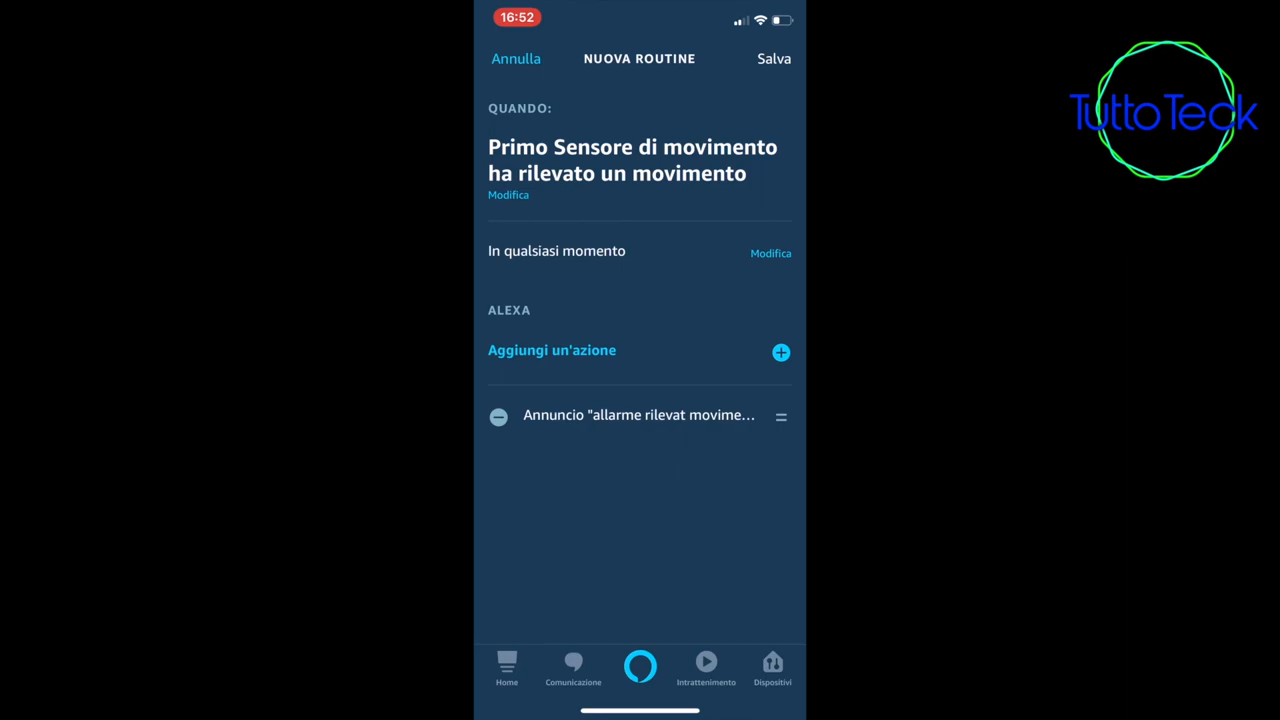 16:52
Annulla NUOVA ROUTINE Salva
QUANDO:
Primo Sensore di movimento
ha rilevato un movimento
Modifica
In qualsiasi momento Modifica
ALEXA
Aggiungi un'azione
Annuncio "allarme rilevat movime...
Home Comunicazione Intrattenimento Dispositivi
TuttoTeck